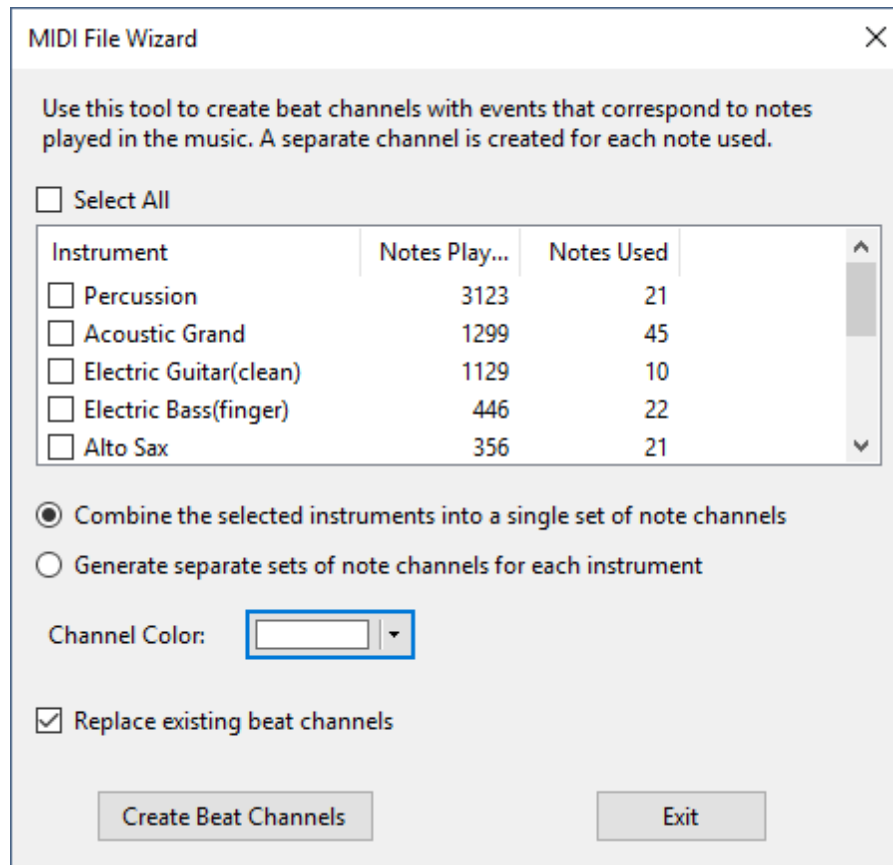 MIDI File Wizard
Use this tool to create beat channels with events that correspond to notes
played in the music. A separate channel is created for each note used.
Select All
Instrument Notes Play... Notes Used
Percussion 3123 21
Acoustic Grand 1299 45
Electric Guitar(clean) 1129 10
Electric Bass(finger) 446 22
Alto Sax 356 21
Combine the selected instruments into a single set of note channels
Generate separate sets of note channels for each instrument
Channel Color:
Replace existing beat channels
Create Beat Channels Exit